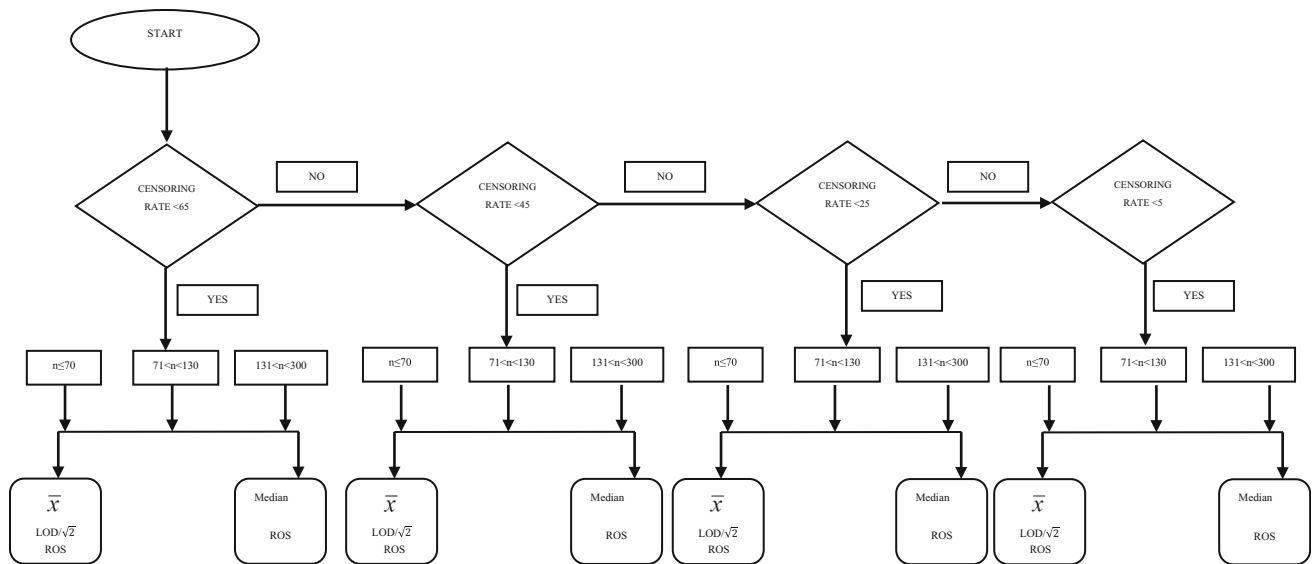 START
CENSORING
RATE <65
NO
CENSORING
RATE <45
NO
CENSORING
RATE <25
NO
CENSORING
RATE <5
YES
YES
YES
YES
n≤70
71<n<130
131<n<300
n≤70
71<n<130
131<n<300
n≤70
71<n<130
131<n<300
n≤70
71<n<130
131<n<300
x̅
LOD/√2
ROS
Median
ROS
x̅
LOD/√2
ROS
Median
ROS
x̅
LOD/√2
ROS
Median
ROS
x̅
LOD/√2
ROS
Median
ROS